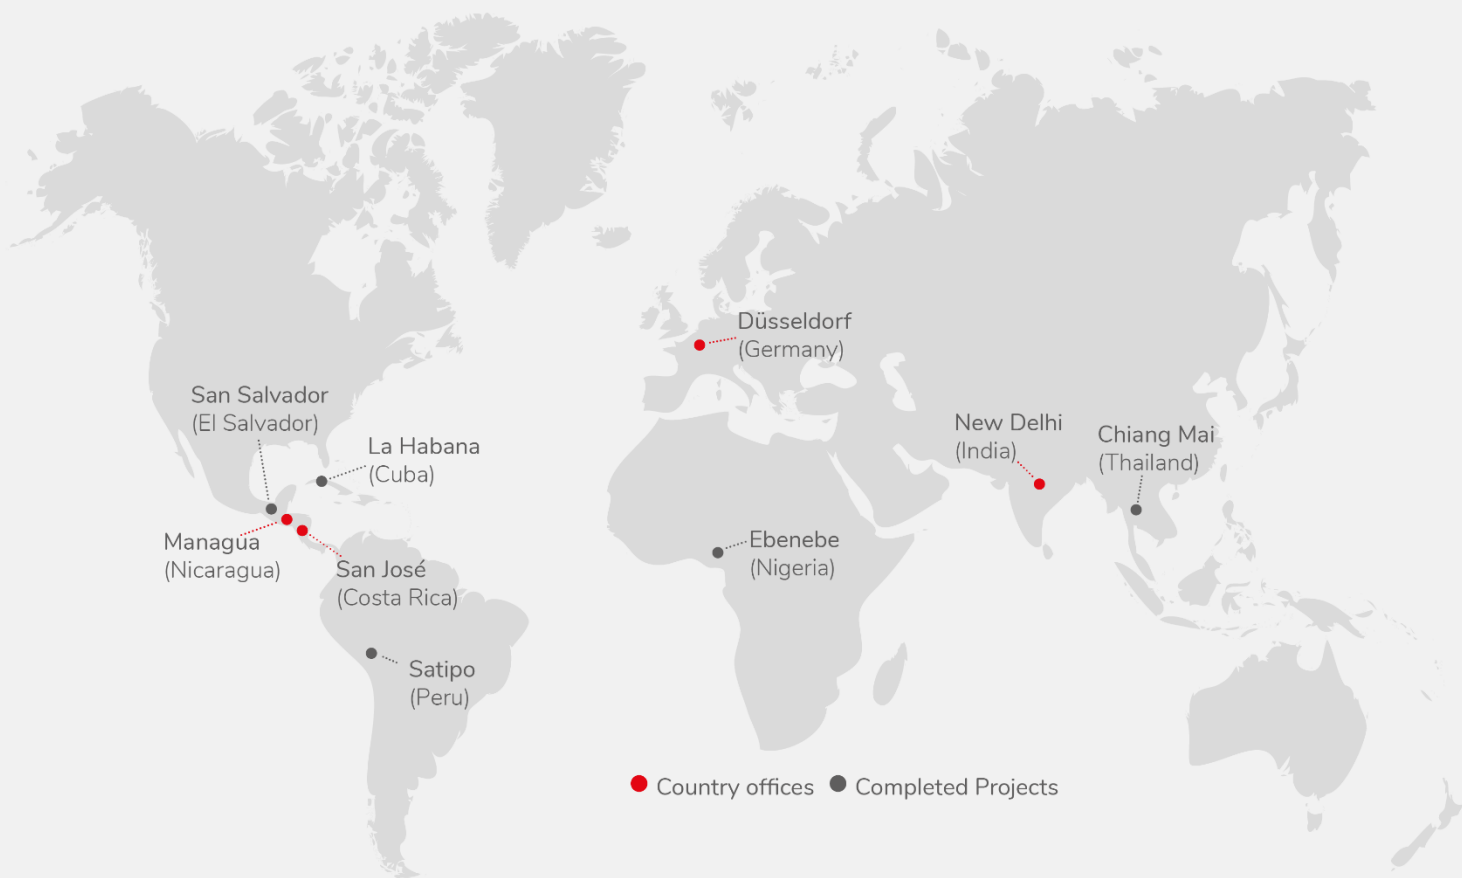 Düsseldorf
(Germany)
San Salvador
(El Salvador)
La Habana
(Cuba)
New Delhi
(India)
Chiang Mai
(Thailand)
Managua
(Nicaragua)
San José
(Costa Rica)
Ebenebe
(Nigeria)
Satipo
(Peru)
Country offices
Completed Projects